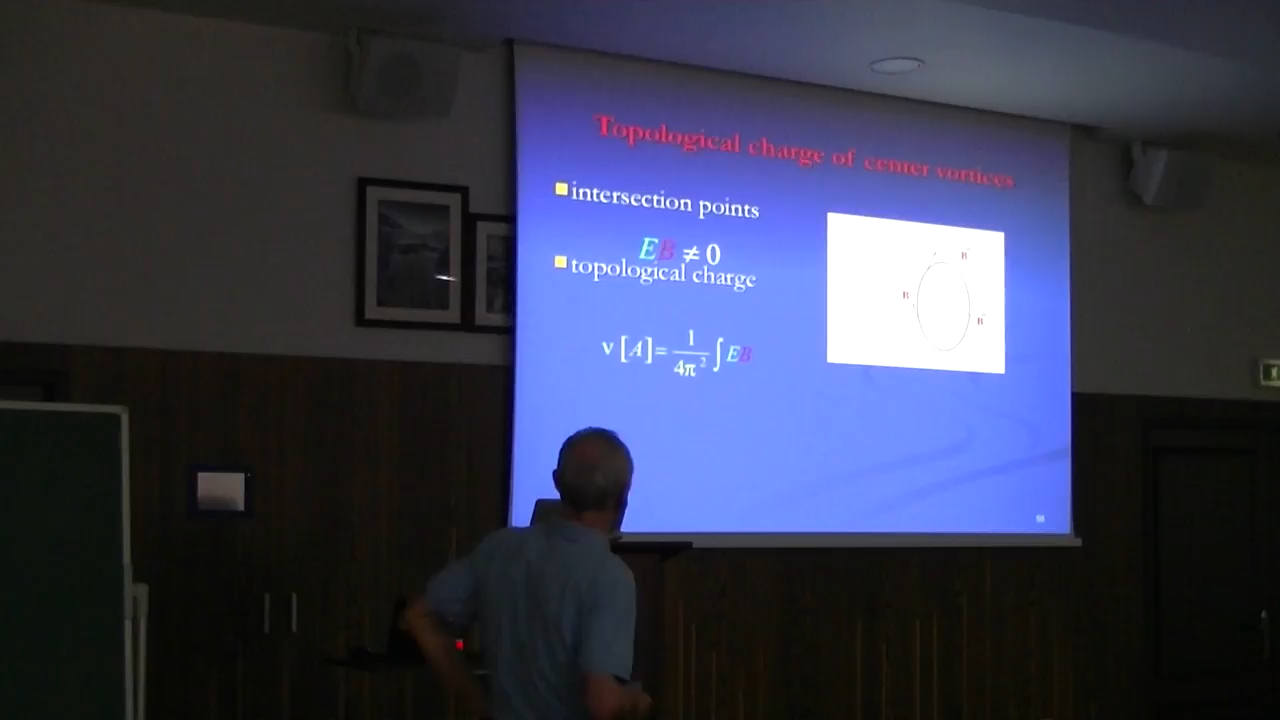 Topological charge of center vortices
intersection points
EB ≠ 0
topological charge
ν [A]= 1/4π² ∫ EB
B
B
B